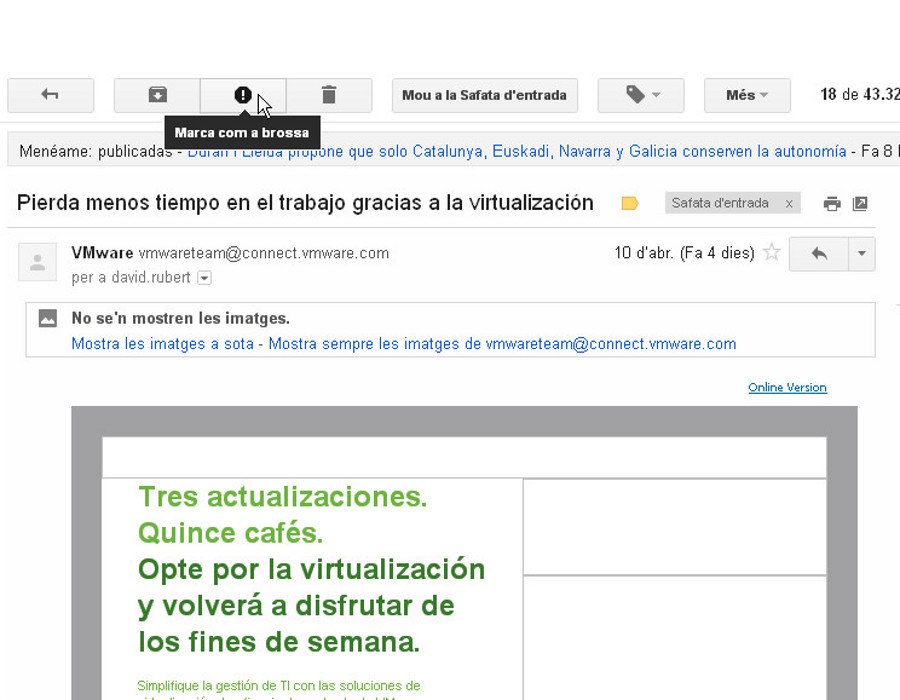 Mou a la Safata d'entrada
Més
18 de 43.32
Marca com a brossa
Menéame: publicadas - Duran i Lleida propone que solo Catalunya, Euskadi, Navarra y Galicia conserven la autonomía - Fa 8
Pierda menos tiempo en el trabajo gracias a la virtualización
Safata d'entrada x
VMware vmwareteam@connect.vmware.com
10 d'abr. (Fa 4 dies)
per a david.rubert
No se'n mostren les imatges.
Mostra les imatges a sota - Mostra sempre les imatges de vmwareteam@connect.vmware.com
Online Version
Tres actualizaciones.
Quince cafés.
Opte por la virtualización
y volverá a disfrutar de
los fines de semana.
Simplifique la gestión de TI con las soluciones de